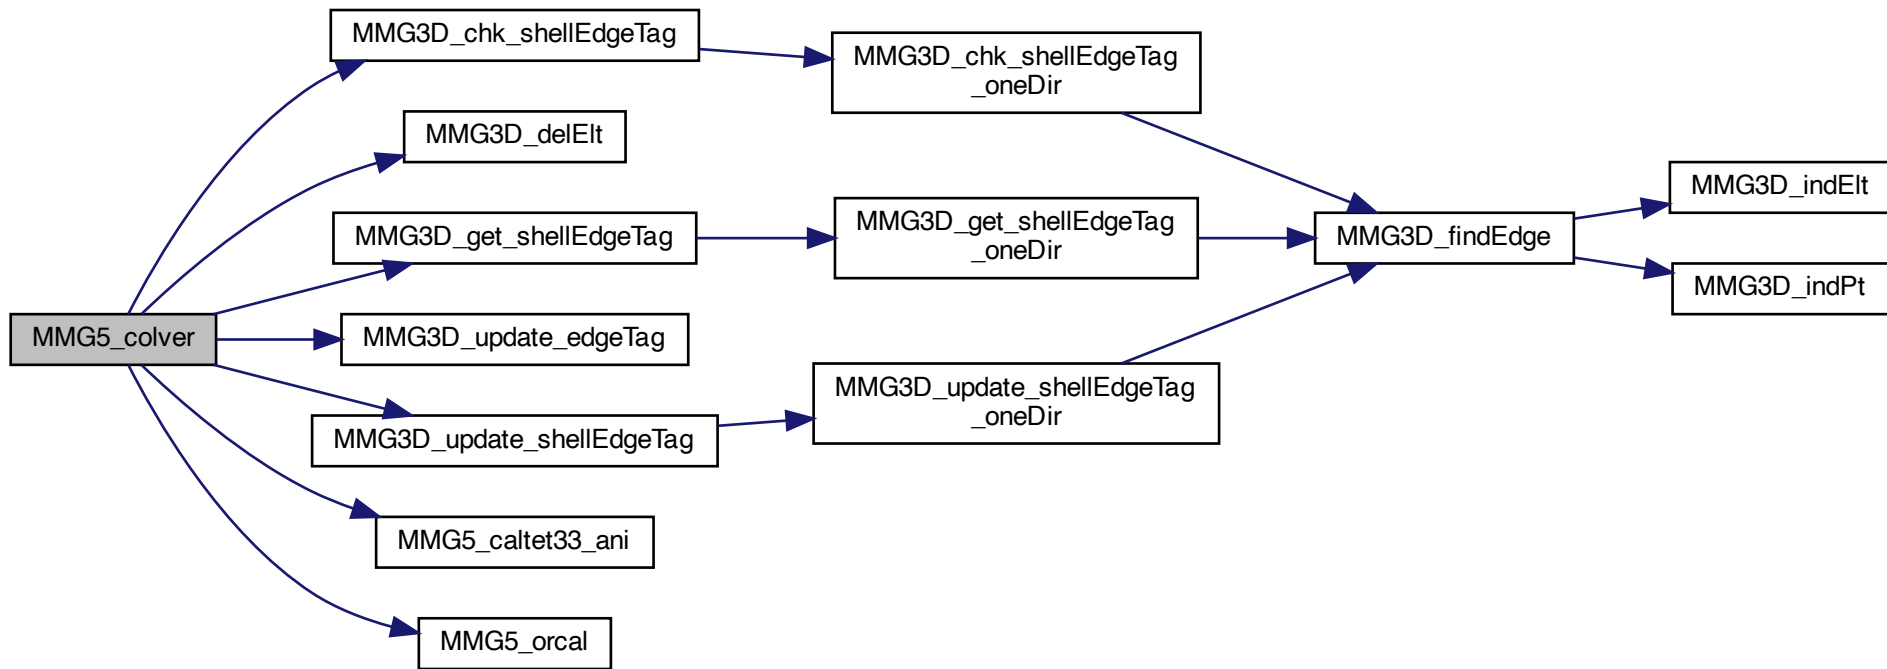 MMG5_colver
MMG3D_chk_shellEdgeTag
MMG3D_delElt
MMG3D_get_shellEdgeTag
MMG3D_update_edgeTag
MMG3D_update_shellEdgeTag
MMG5_caltet33_ani
MMG5_orcal
MMG3D_chk_shellEdgeTag
_oneDir
MMG3D_get_shellEdgeTag
_oneDir
MMG3D_update_shellEdgeTag
_oneDir
MMG3D_findEdge
MMG3D_indElt
MMG3D_indPt